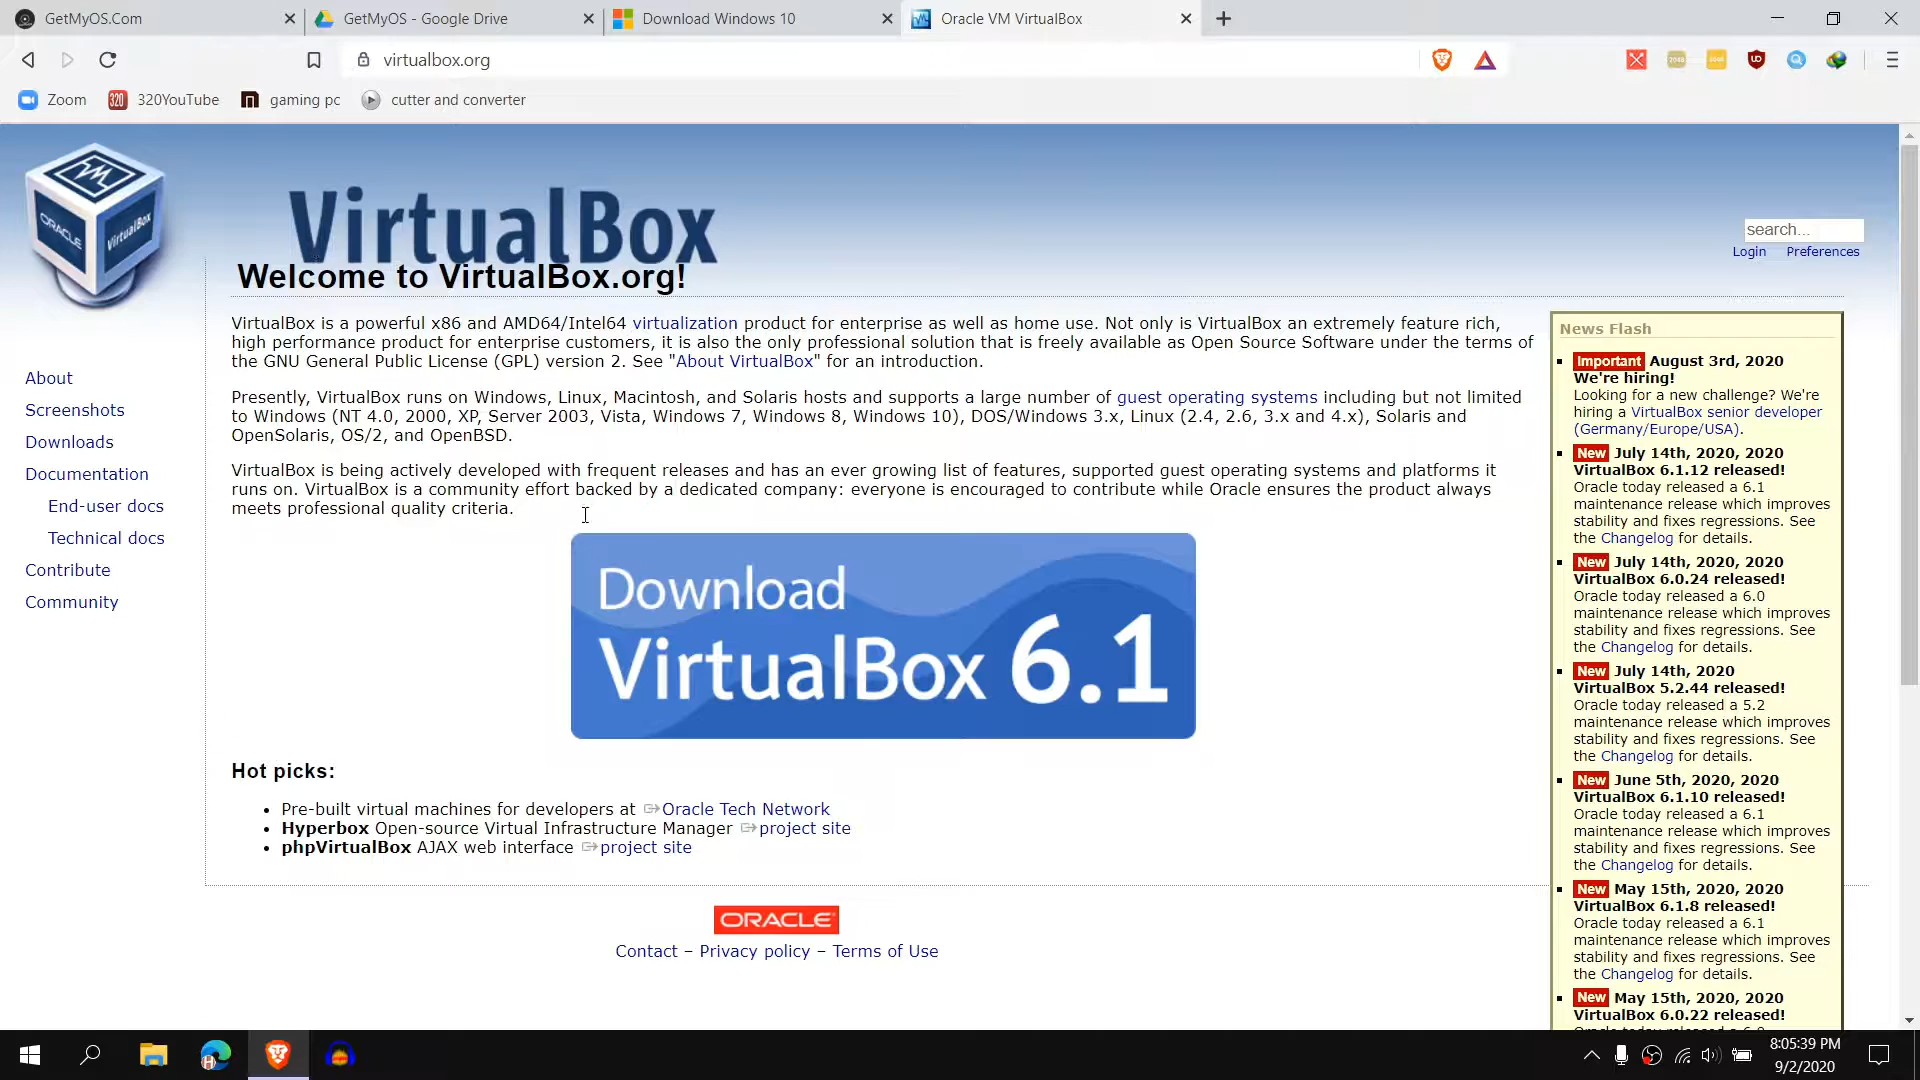 GetMyOS.Com
GetMyOS - Google Drive
Download Windows 10
Oracle VM VirtualBox
virtualbox.org
Zoom
320YouTube
gaming pc
cutter and converter
ORACLE
VirtualBox
VirtualBox
search...
Login Preferences
Welcome to VirtualBox.org!
About
Screenshots
Downloads
Documentation
End-user docs
Technical docs
Contribute
Community
VirtualBox is a powerful x86 and AMD64/Intel64 virtualization product for enterprise as well as home use. Not only is VirtualBox an extremely feature rich,
high performance product for enterprise customers, it is also the only professional solution that is freely available as Open Source Software under the terms of
the GNU General Public License (GPL) version 2. See "About VirtualBox" for an introduction.
Presently, VirtualBox runs on Windows, Linux, Macintosh, and Solaris hosts and supports a large number of guest operating systems including but not limited
to Windows (NT 4.0, 2000, XP, Server 2003, Vista, Windows 7, Windows 8, Windows 10), DOS/Windows 3.x, Linux (2.4, 2.6, 3.x and 4.x), Solaris and
OpenSolaris, OS/2, and OpenBSD.
VirtualBox is being actively developed with frequent releases and has an ever growing list of features, supported guest operating systems and platforms it
runs on. VirtualBox is a community effort backed by a dedicated company: everyone is encouraged to contribute while Oracle ensures the product always
meets professional quality criteria.
Download
VirtualBox 6.1
Hot picks:
Pre-built virtual machines for developers at Oracle Tech Network
Hyperbox Open-source Virtual Infrastructure Manager project site
phpVirtualBox AJAX web interface project site
ORACLE
Contact – Privacy policy – Terms of Use
News Flash
Important August 3rd, 2020
We're hiring!
Looking for a new challenge? We're
hiring a VirtualBox senior developer
(Germany/Europe/USA).
New July 14th, 2020, 2020
VirtualBox 6.1.12 released!
Oracle today released a 6.1
maintenance release which improves
stability and fixes regressions. See
the Changelog for details.
New July 14th, 2020, 2020
VirtualBox 6.0.24 released!
Oracle today released a 6.0
maintenance release which improves
stability and fixes regressions. See
the Changelog for details.
New July 14th, 2020
VirtualBox 5.2.44 released!
Oracle today released a 5.2
maintenance release which improves
stability and fixes regressions. See
the Changelog for details.
New June 5th, 2020, 2020
VirtualBox 6.1.10 released!
Oracle today released a 6.1
maintenance release which improves
stability and fixes regressions. See
the Changelog for details.
New May 15th, 2020, 2020
VirtualBox 6.1.8 released!
Oracle today released a 6.1
maintenance release which improves
stability and fixes regressions. See
the Changelog for details.
New May 15th, 2020, 2020
VirtualBox 6.0.22 released!
8:05:39 PM
9/2/2020